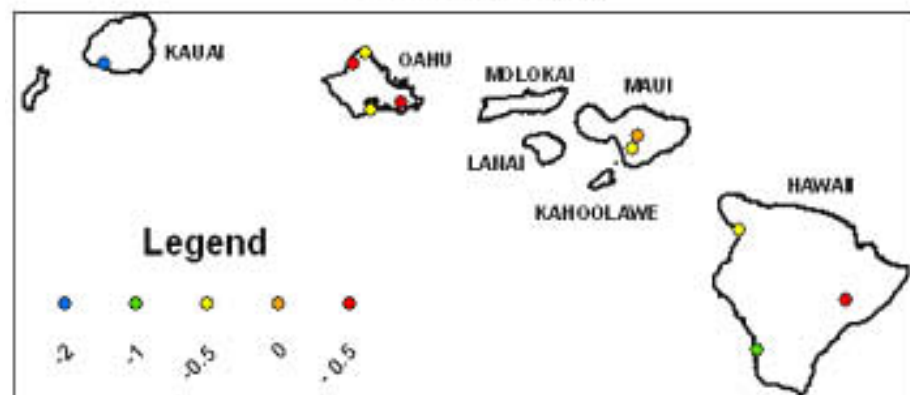 KAUAI
OAHU
MOLOKAI
MAUI
LANAI
KAHOOLAWE
HAWAII
Legend
-2
-1
-0.5
0
- 0.5